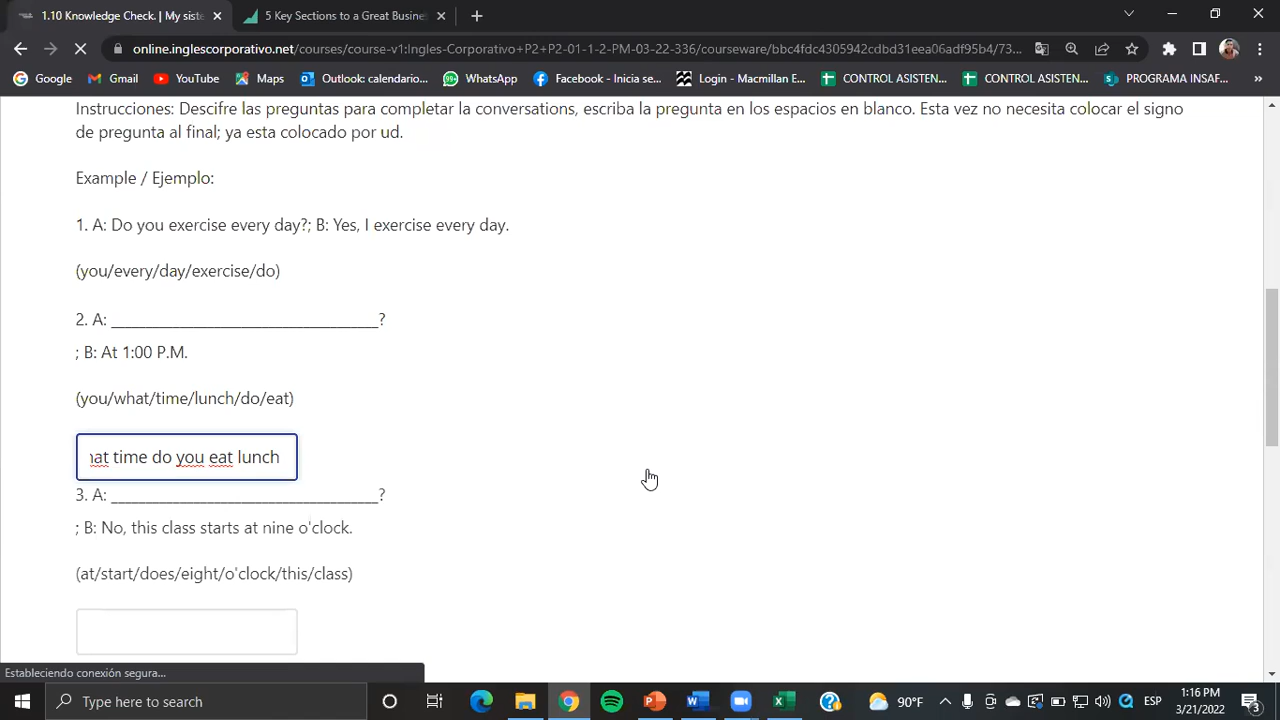 1.10 Knowledge Check. | My siste
5 Key Sections to a Great Busine
online.inglescorporativo.net/courses/course-v1:Ingles-Corporativo+P2+P2-01-1-2-PM-03-22-336/courseware/bbc4fdc4305942cdbd31eea06adf95b4/73...
Google
Gmail
YouTube
Maps
Outlook: calendario...
WhatsApp
Facebook - Inicia se...
Login - Macmillan E...
CONTROL ASISTEN...
CONTROL ASISTEN...
PROGRAMA INSAF...
»
Instrucciones: Descifre las preguntas para completar la conversations, escriba la pregunta en los espacios en blanco. Esta vez no necesita colocar el signo
de pregunta al final; ya esta colocado por ud.
Example / Ejemplo:
1. A: Do you exercise every day?; B: Yes, I exercise every day.
(you/every/day/exercise/do)
2. A: ___________________________________?
; B: At 1:00 P.M.
(you/what/time/lunch/do/eat)
hat time do you eat lunch
3. A: ___________________________________?
; B: No, this class starts at nine o'clock.
(at/start/does/eight/o'clock/this/class)
Estableciendo conexión segura...
Type here to search
90°F
ESP
1:16 PM
3/21/2022
3